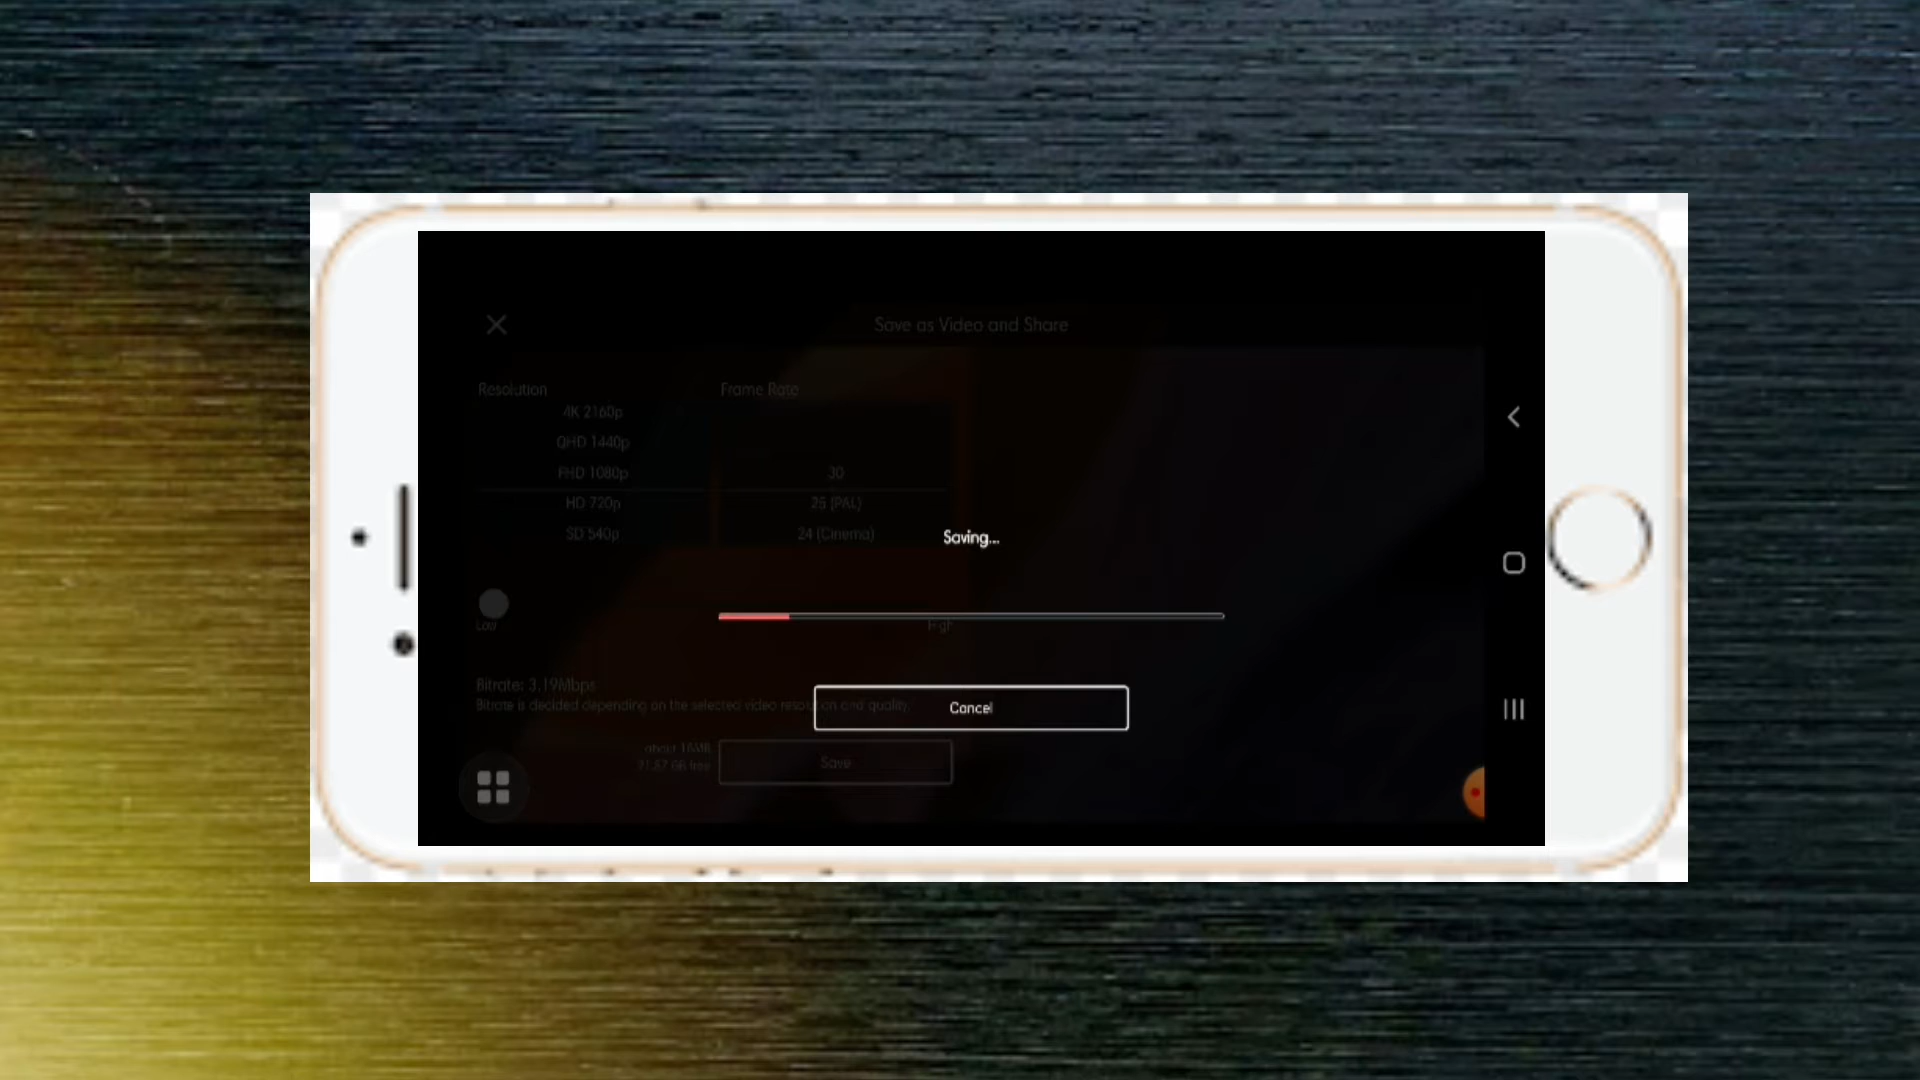 Save as Video and Share
Resolution
Frame Rate
4K 2160p
QHD 1440p
FHD 1080p
30
HD 720p
25 (PAL)
SD 540p
24 (Cinema)
Saving...
Low
High
Bitrate: 3.19Mbps
Bitrate is decided depending on the selected video resolution and quality.
Cancel
about 16MB
GB free
Save